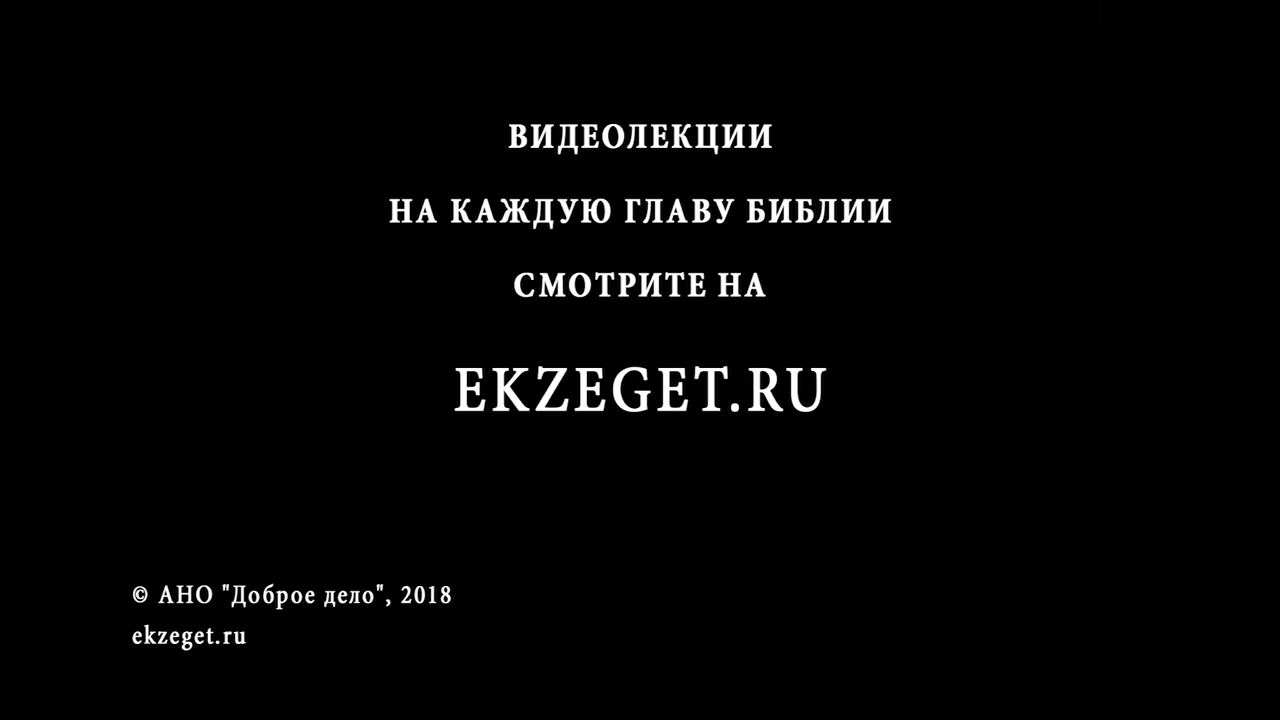 ВИДЕОЛЕКЦИИ
НА КАЖДУЮ ГЛАВУ БИБЛИИ
СМОТРИТЕ НА
EKZEGET.RU
© АНО "Доброе дело", 2018
ekzeget.ru